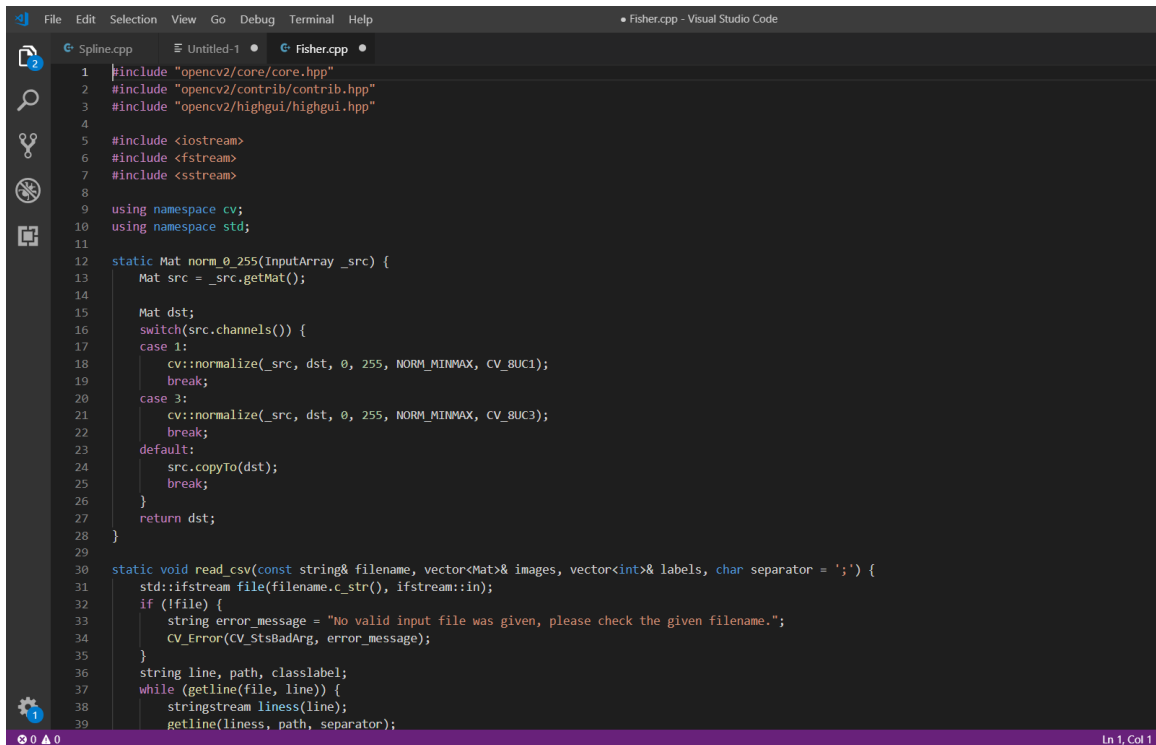 File Edit Selection View Go Debug Terminal Help ● Fisher.cpp - Visual Studio Code
Spline.cpp Untitled-1 ● Fisher.cpp ●
2
1 #include "opencv2/core/core.hpp"
2 #include "opencv2/contrib/contrib.hpp"
3 #include "opencv2/highgui/highgui.hpp"
4
5 #include <iostream>
6 #include <fstream>
7 #include <sstream>
8
9 using namespace cv;
10 using namespace std;
11
12 static Mat norm_0_255(InputArray _src) {
13     Mat src = _src.getMat();
14
15     Mat dst;
16     switch(src.channels()) {
17     case 1:
18         cv::normalize(_src, dst, 0, 255, NORM_MINMAX, CV_8UC1);
19         break;
20     case 3:
21         cv::normalize(_src, dst, 0, 255, NORM_MINMAX, CV_8UC3);
22         break;
23     default:
24         src.copyTo(dst);
25         break;
26     }
27     return dst;
28 }
29
30 static void read_csv(const string& filename, vector<Mat>& images, vector<int>& labels, char separator = ';') {
31     std::ifstream file(filename.c_str(), ifstream::in);
32     if (!file) {
33         string error_message = "No valid input file was given, please check the given filename.";
34         CV_Error(CV_StsBadArg, error_message);
35     }
36     string line, path, classlabel;
37     while (getline(file, line)) {
38         stringstream liness(line);
39         getline(liness, path, separator);
1
0 0 Ln 1, Col 1